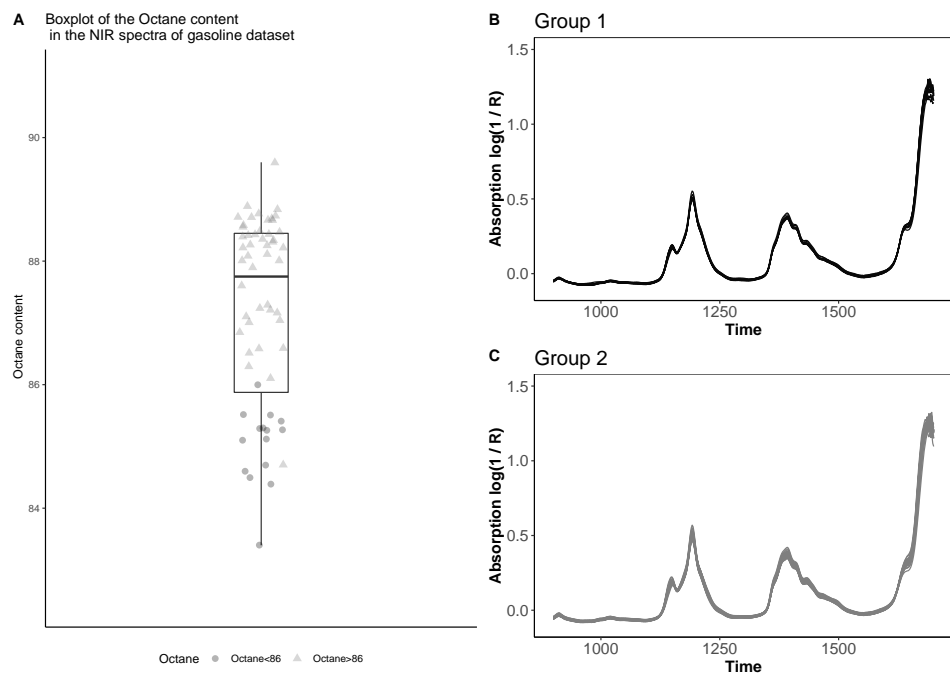 A
Boxplot of the Octane content
in the NIR spectra of gasoline dataset
Octane content
90
88
86
84
Octane
Octane<86
Octane>86
B
Group 1
Absorption log(1 / R)
1.5
1.0
0.5
0.0
1000
1250
1500
Time
C
Group 2
Absorption log(1 / R)
1.5
1.0
0.5
0.0
1000
1250
1500
Time